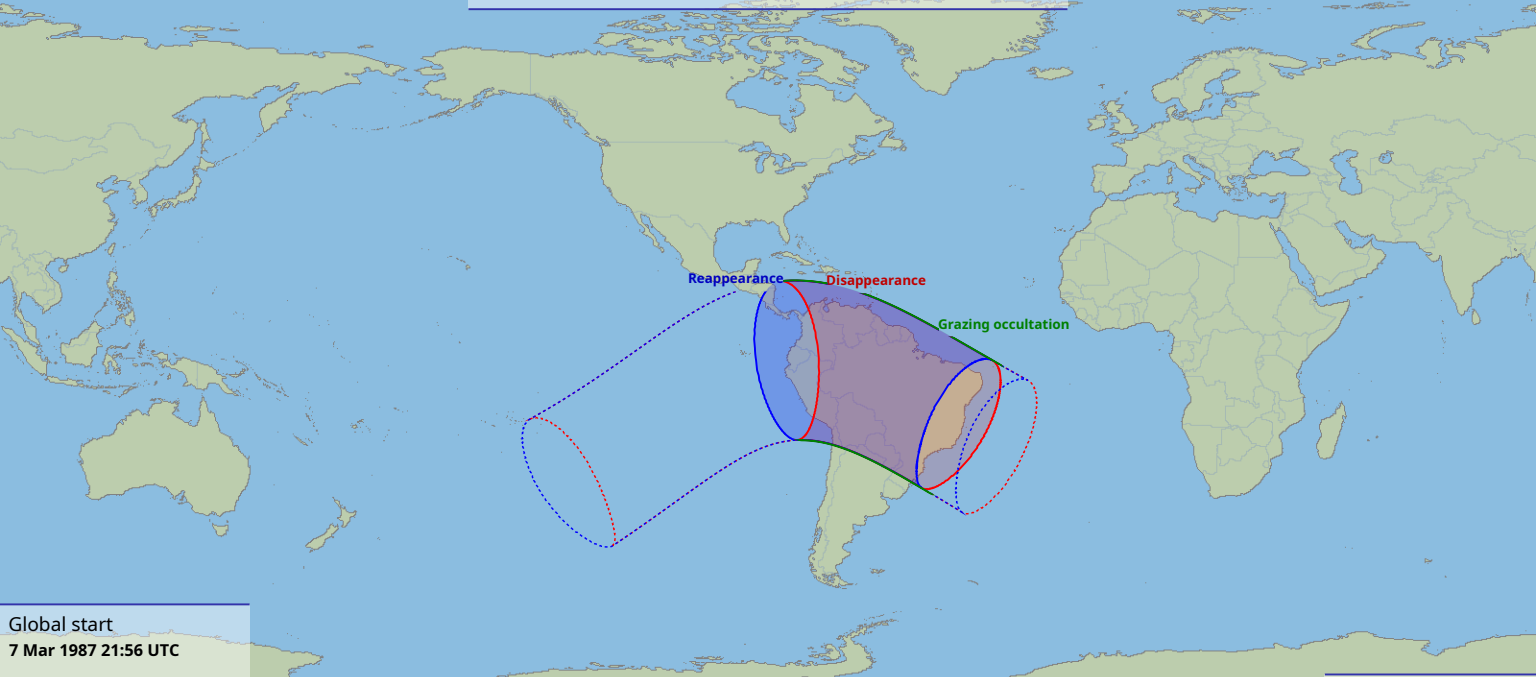 Reappearance
Disappearance
Grazing occultation
Global start
7 Mar 1987 21:56 UTC